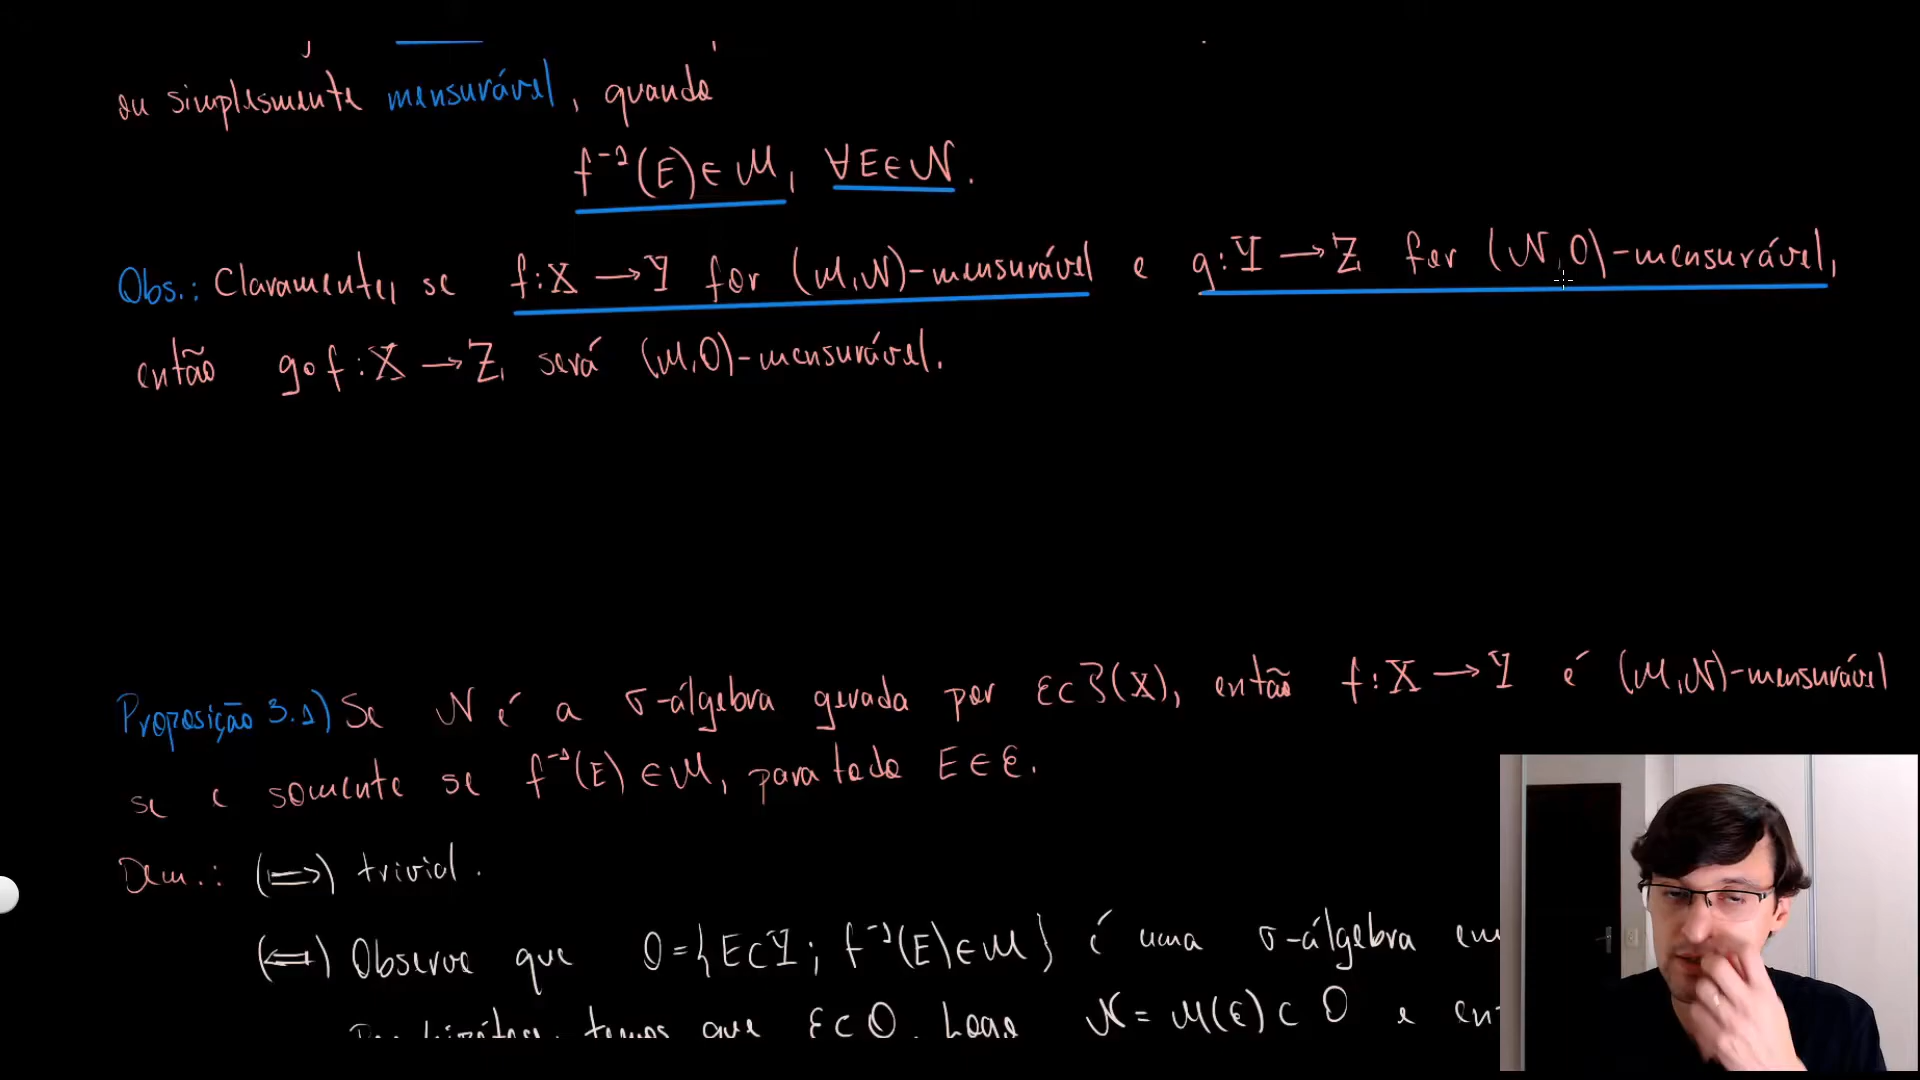 ou simplesmente mensurável, quando
f⁻¹(E) ∈ M, ∀E ∈ N.
Obs.: Claramente, se f: X → Y for (M,N)-mensurável e g: Y → Z for (N,O)-mensurável,
então g∘f: X → Z, será (M,O)-mensurável.
Proposição 3.1) Se N é a σ-álgebra gerada por ε ⊂ P(X), então f: X → Y é (M,N)-mensurável
se e somente se f⁻¹(E) ∈ M, para todo E ∈ ε.
Dem.: (⟹) trivial.
(⟸) Observe que O = {E ⊂ Y; f⁻¹(E) ∈ M} é uma σ-álgebra em
temos que ε ⊂ O. Logo N = M(ε) ⊂ O e en